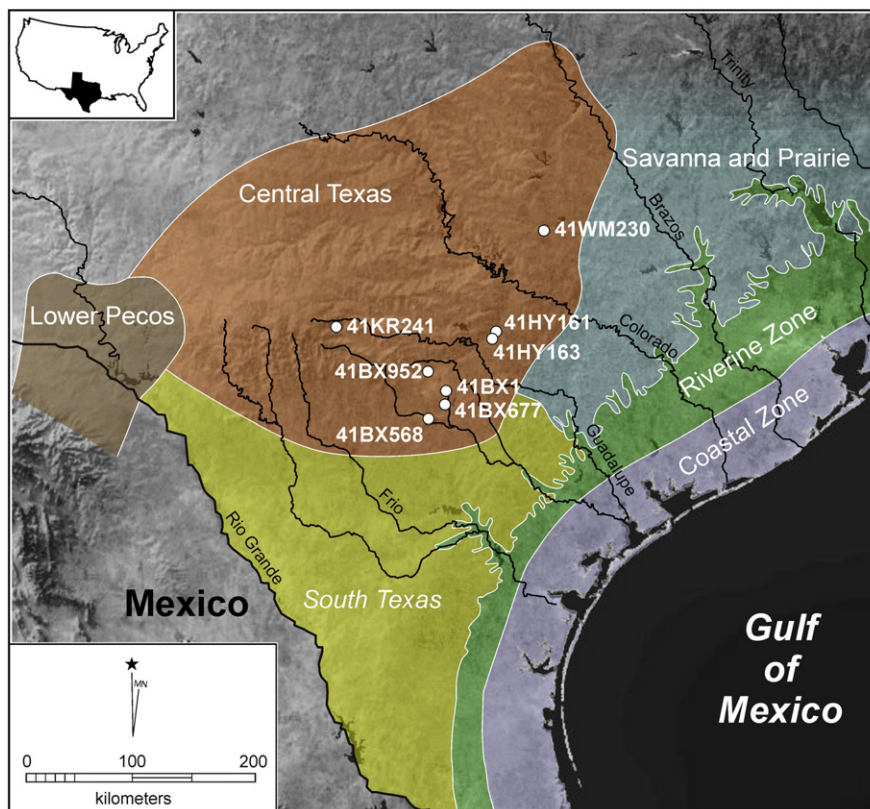 Trinity
Savanna and Prairie
Central Texas
Brazos
41WM230
Lower Pecos
41KR241
41HY161
41HY163
Colorado
Riverine Zone
41BX952
41BX1
41BX677
41BX568
Coastal Zone
Guadalupe
Frio
Rio Grande
Mexico
South Texas
Gulf
of
Mexico
MN
0 100 200
kilometers